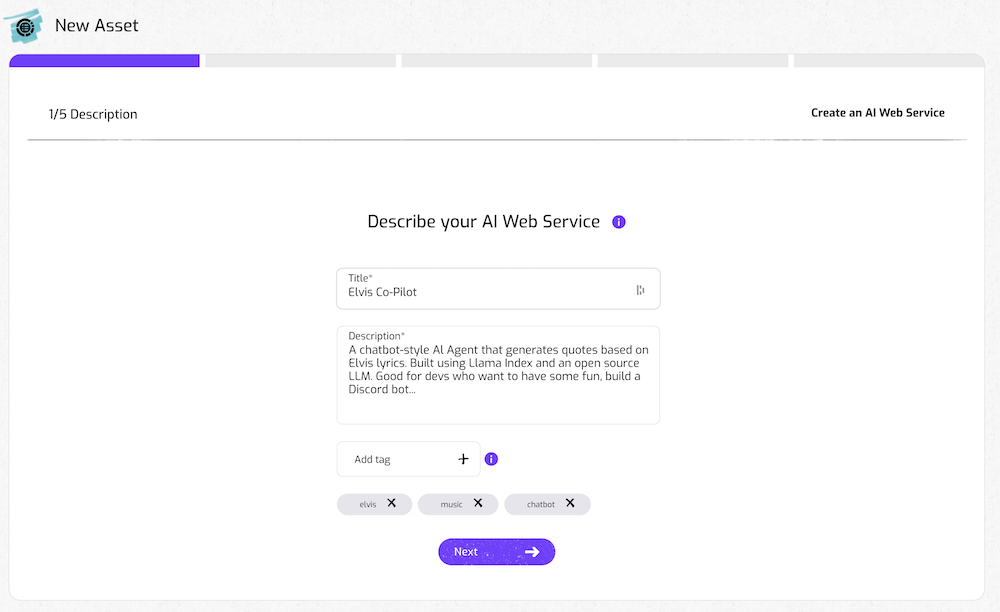 New Asset
1/5 Description
Create an AI Web Service
Describe your AI Web Service
Title*
Elvis Co-Pilot
Description*
A chatbot-style AI Agent that generates quotes based on
Elvis lyrics. Built using Llama Index and an open source
LLM. Good for devs who want to have some fun, build a
Discord bot...
Add tag
elvis music chatbot
Next